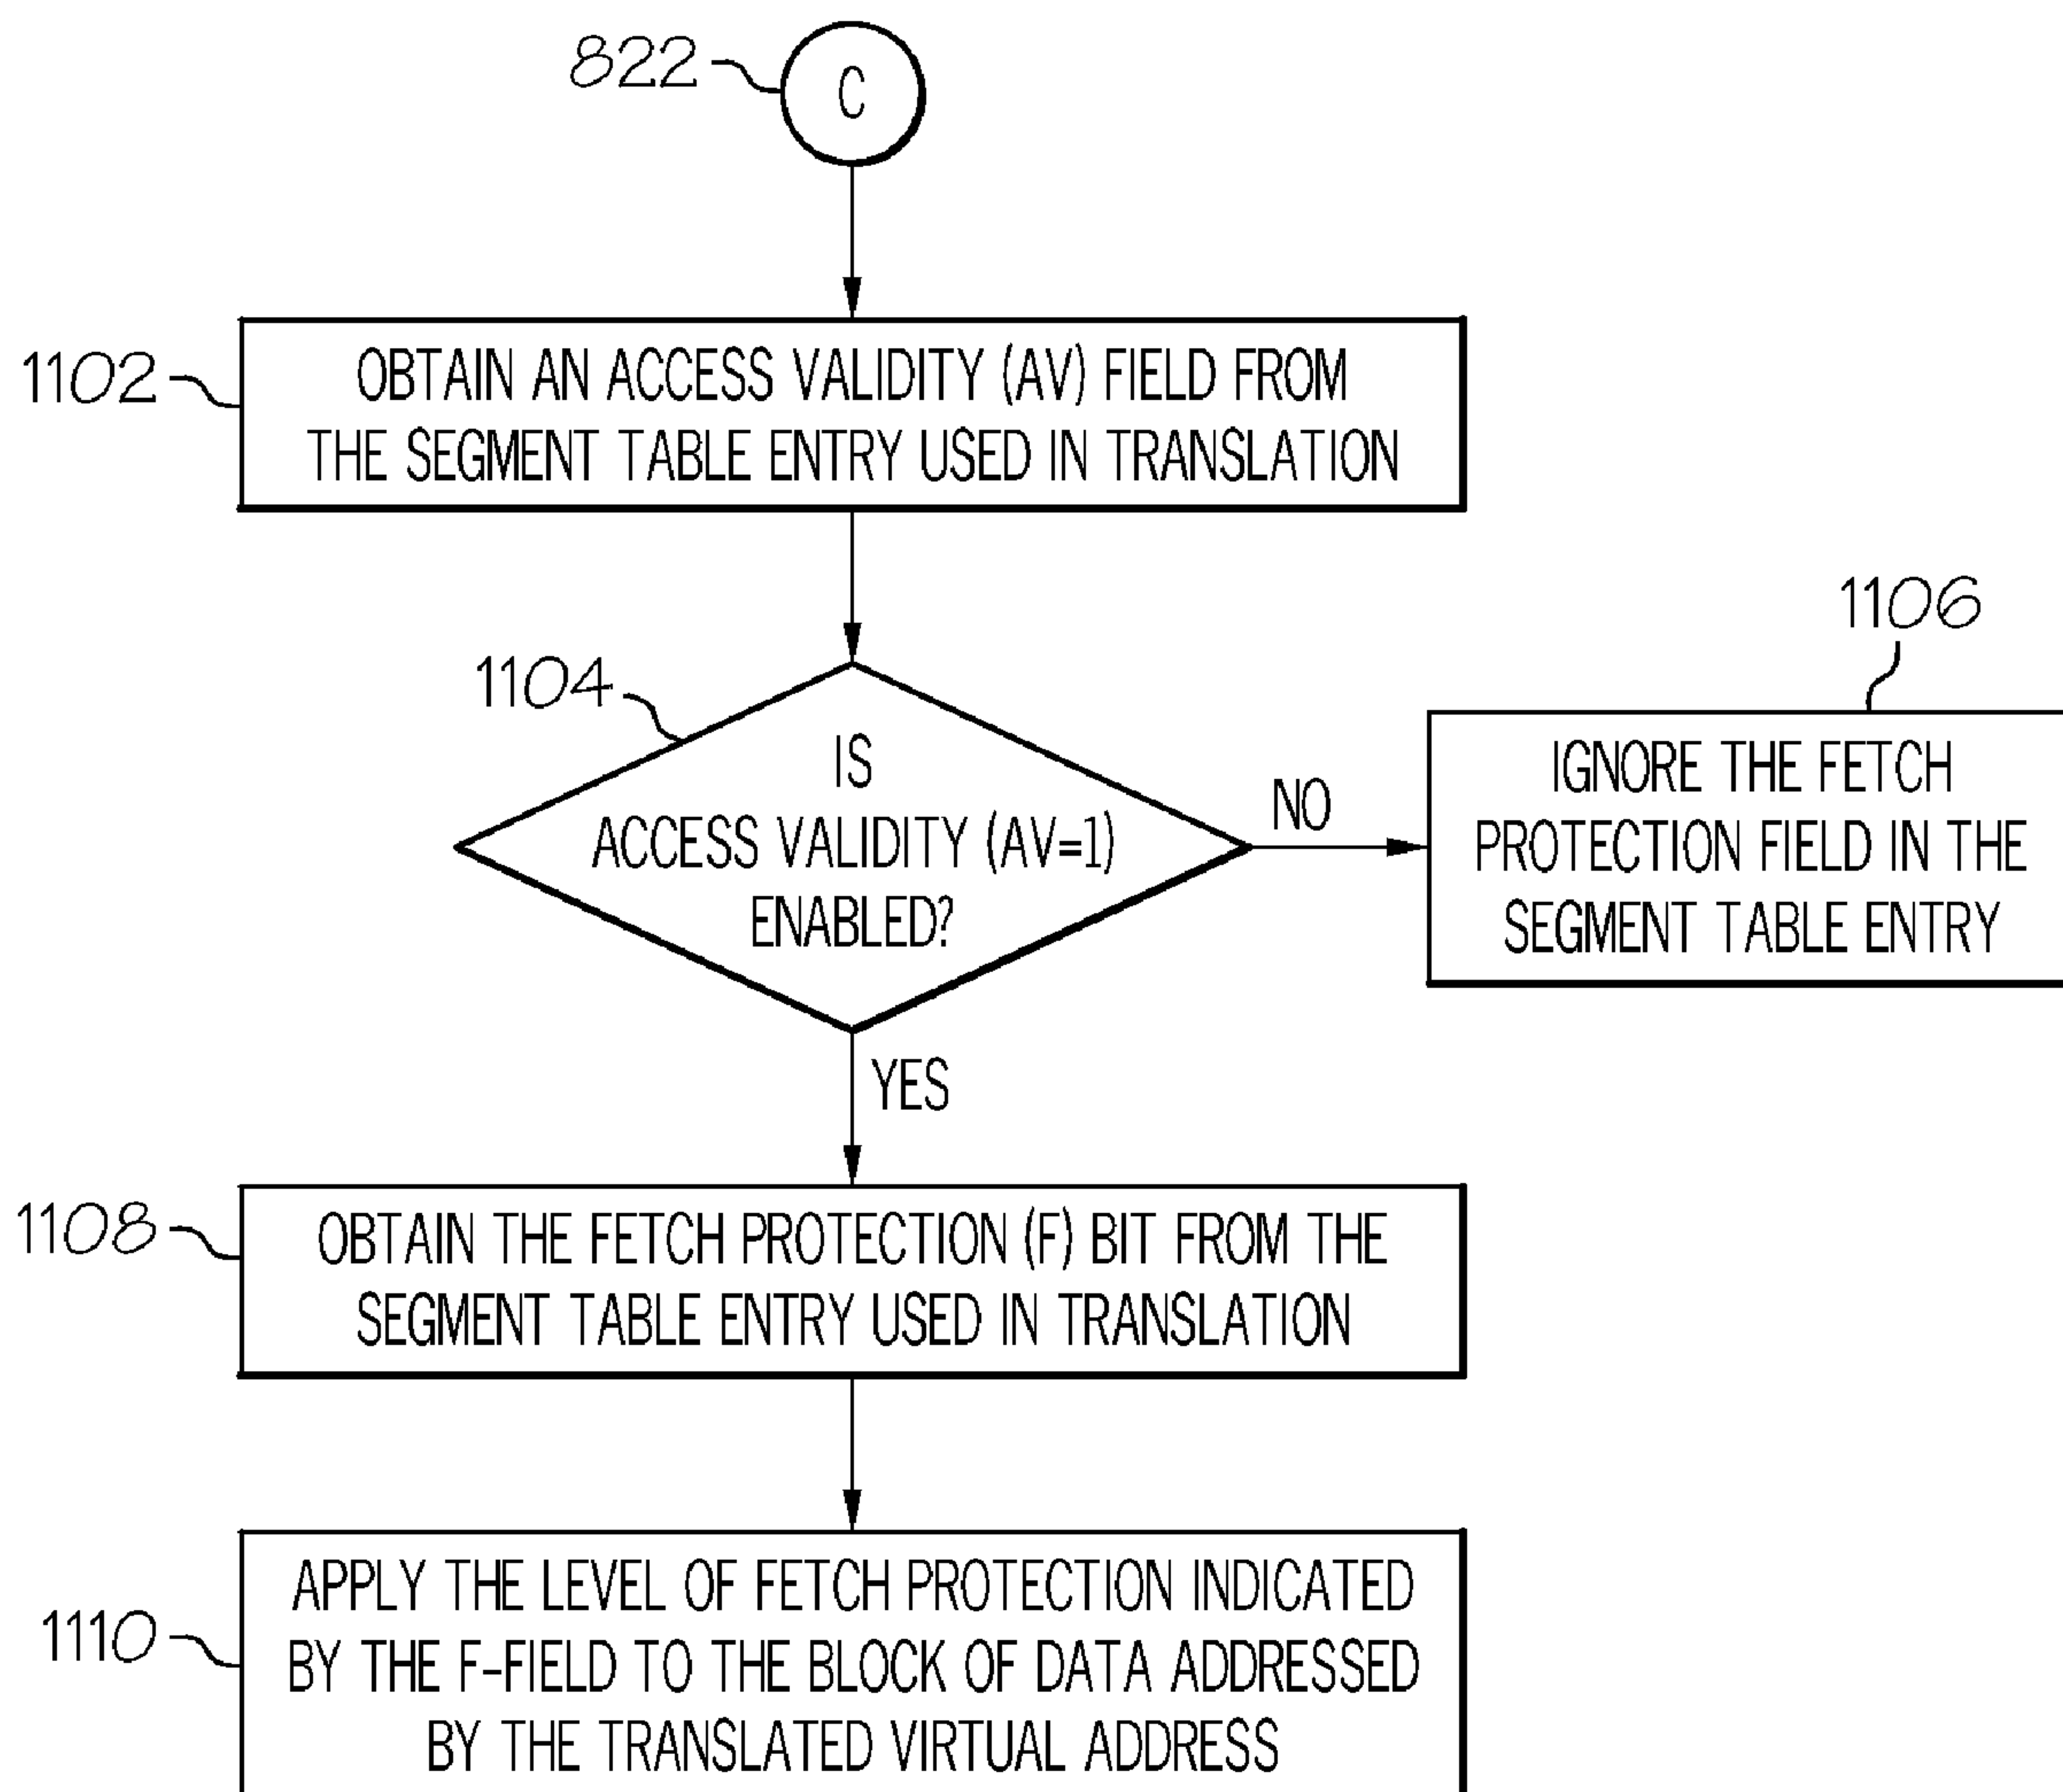 822
C
1102
OBTAIN AN ACCESS VALIDITY (AV) FIELD FROM
THE SEGMENT TABLE ENTRY USED IN TRANSLATION
1104
IS
ACCESS VALIDITY (AV=1)
ENABLED?
NO
1106
IGNORE THE FETCH
PROTECTION FIELD IN THE
SEGMENT TABLE ENTRY
YES
1108
OBTAIN THE FETCH PROTECTION (F) BIT FROM THE
SEGMENT TABLE ENTRY USED IN TRANSLATION
1110
APPLY THE LEVEL OF FETCH PROTECTION INDICATED
BY THE F-FIELD TO THE BLOCK OF DATA ADDRESSED
BY THE TRANSLATED VIRTUAL ADDRESS